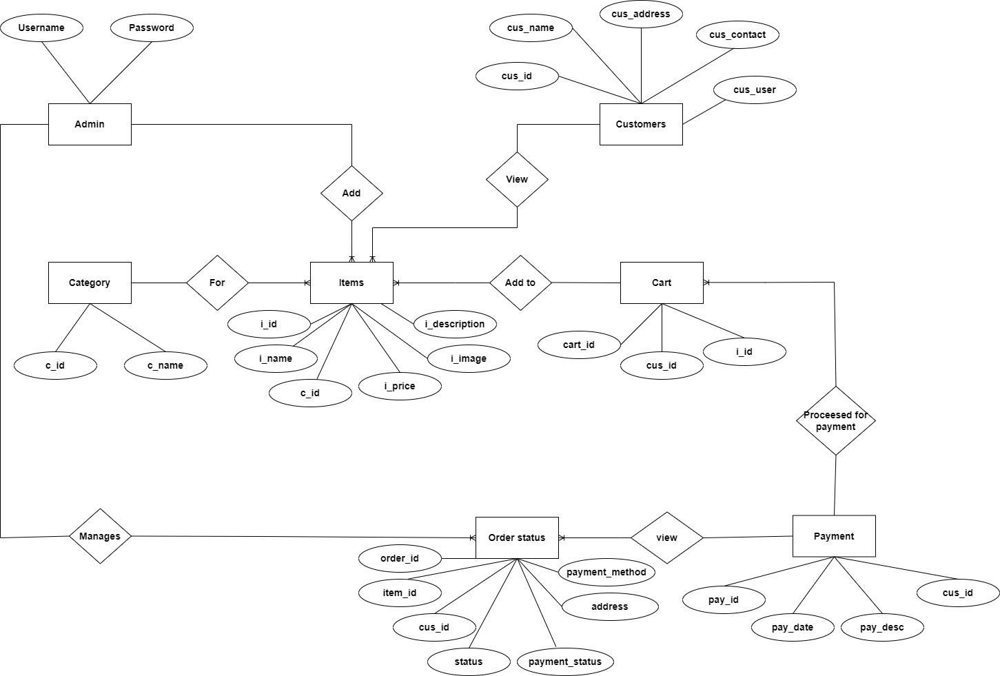 cus_address
Username
Password
cus_name
cus_contact
cus_id
cus_user
Admin
Customers
View
Add
Category
For
Items
Add to
Cart
i_id
i_description
cart_id
i_id
i_name
i_image
c_id
c_name
cus_id
i_price
c_id
Proceesed for
payment
Manages
Order status
view
Payment
order_id
payment_method
item_id
cus_id
pay_id
address
cus_id
pay_date
pay_desc
status
payment_status